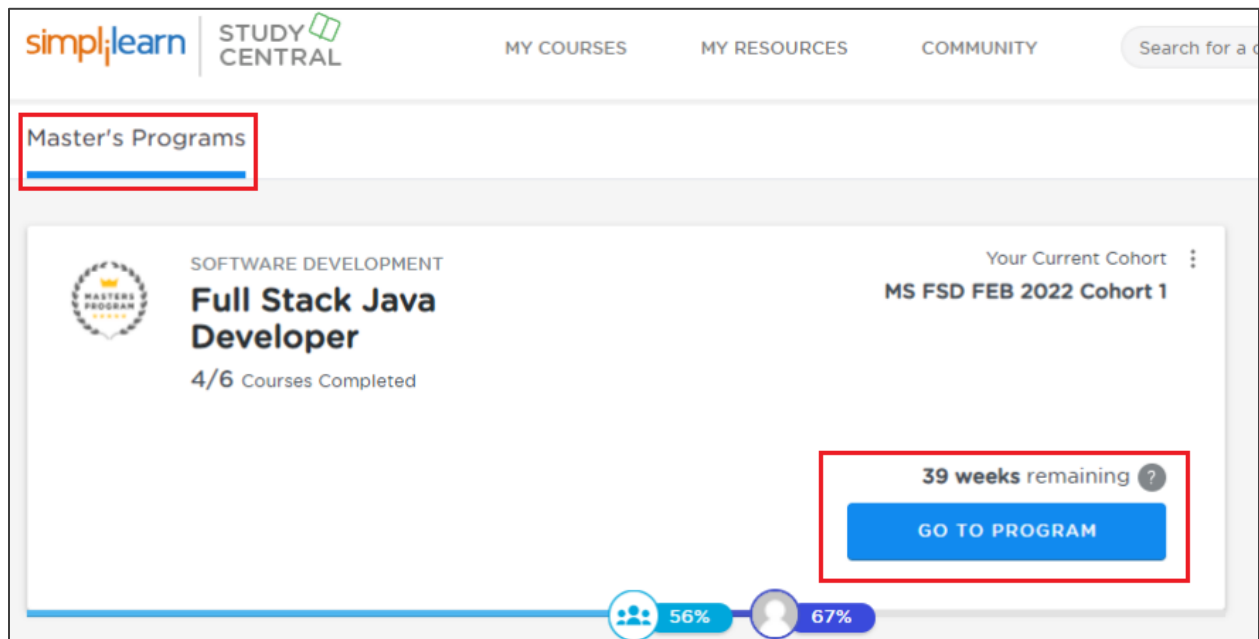 simplilearn
STUDY
CENTRAL
MY COURSES
MY RESOURCES
COMMUNITY
Search for a
Master's Programs
MASTERS
PROGRAM
SOFTWARE DEVELOPMENT
Full Stack Java
Developer
4/6 Courses Completed
Your Current Cohort
MS FSD FEB 2022 Cohort 1
39 weeks remaining ?
GO TO PROGRAM
56%
67%